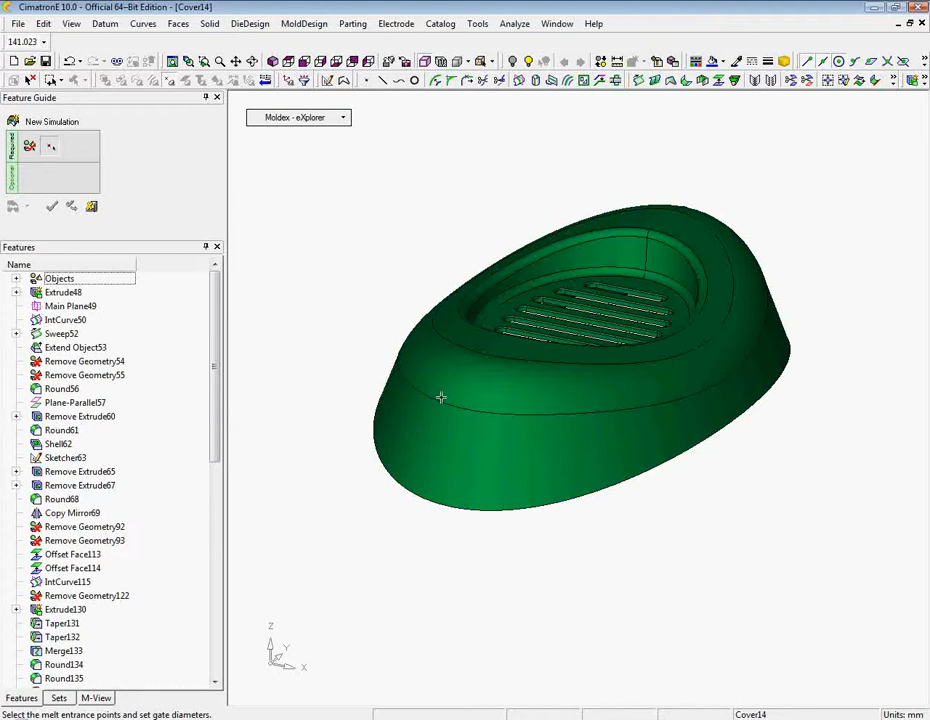 CimatronE 10.0 - Official 64-Bit Edition - [Cover14]
File Edit View Datum Curves Faces Solid DieDesign MoldDesign Parting Electrode Catalog Tools Analyze Window Help
141.023
Feature Guide
New Simulation
Required
Optional
Moldex - eXplorer
Features
Name
Objects
Extrude48
Main Plane49
IntCurve50
Sweep52
Extend Object53
Remove Geometry54
Remove Geometry55
Round56
Plane-Parallel57
Remove Extrude60
Round61
Shell62
Sketcher63
Remove Extrude65
Remove Extrude67
Round68
Copy Mirror69
Remove Geometry92
Remove Geometry93
Offset Face113
Offset Face114
IntCurve115
Remove Geometry122
Extrude130
Taper131
Taper132
Merge133
Round134
Round135
Z
Y
X
Features Sets M-View
Select the melt entrance points and set gate diameters.
Cover14
Units: mm